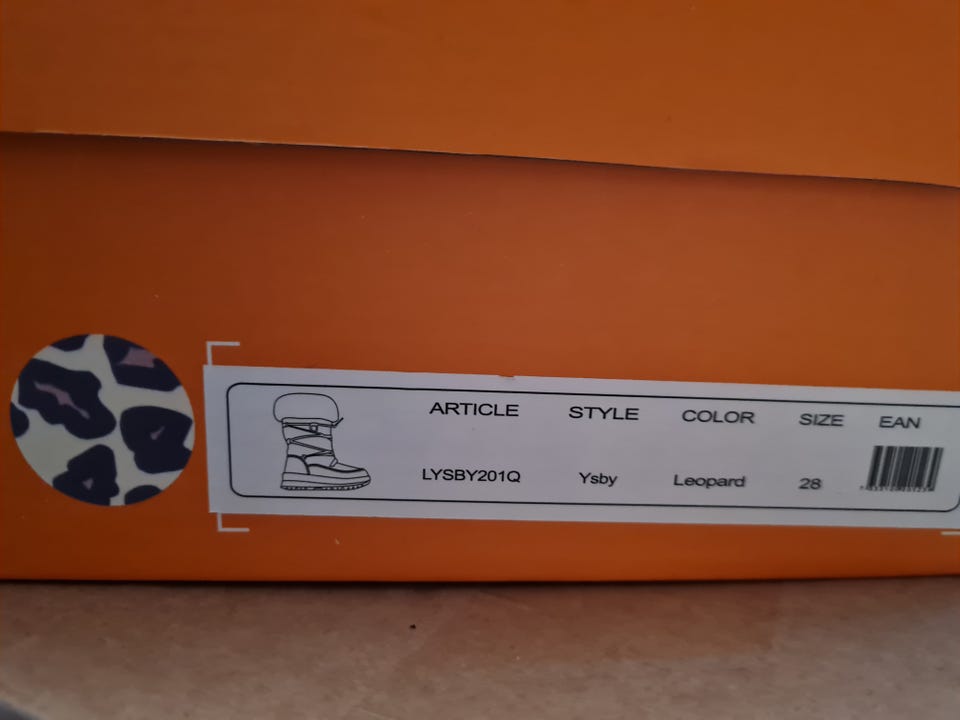 ARTICLE STYLE COLOR SIZE EAN
LYSBY201Q Ysby Leopard 28